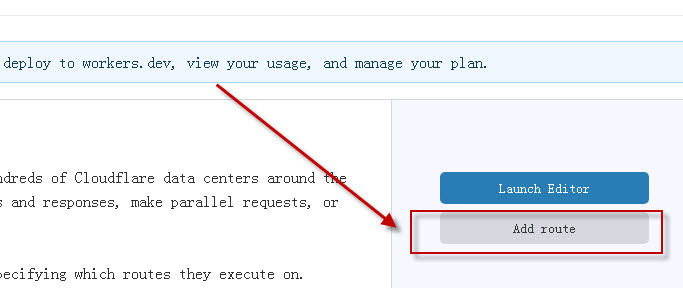 deploy to workers.dev, view your usage, and manage your plan.
ndreds of Cloudflare data centers around the
s and responses, make parallel requests, or
pecifying which routes they execute on.
Launch Editor
Add route